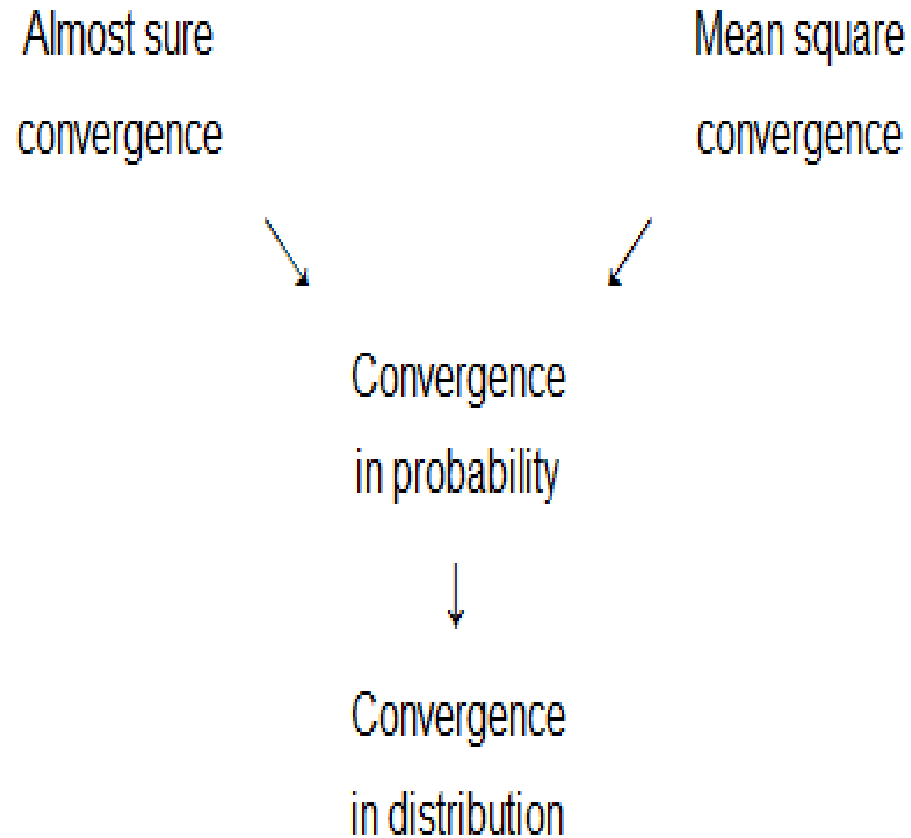 Almost sure
convergence
Mean square
convergence
Convergence
in probability
Convergence
in distribution